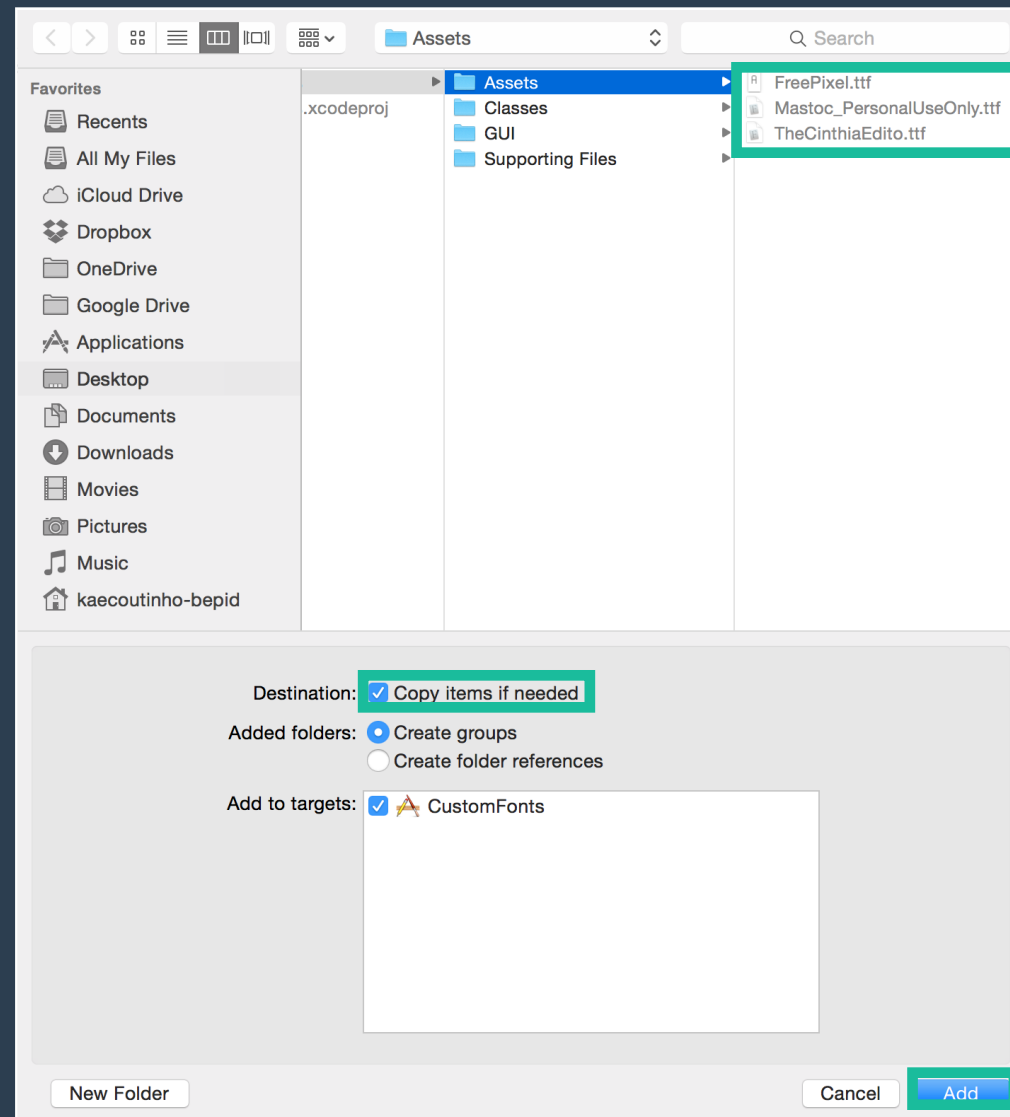 Assets
Search
Favorites
Recents
All My Files
iCloud Drive
Dropbox
OneDrive
Google Drive
Applications
Desktop
Documents
Downloads
Movies
Pictures
Music
kaecoutinho-bepid
.xcodeproj
Assets
Classes
GUI
Supporting Files
FreePixel.ttf
Mastoc_PersonalUseOnly.ttf
TheCinthiaEdito.ttf
Destination: Copy items if needed
Added folders: Create groups
Create folder references
Add to targets: CustomFonts
New Folder Cancel Add